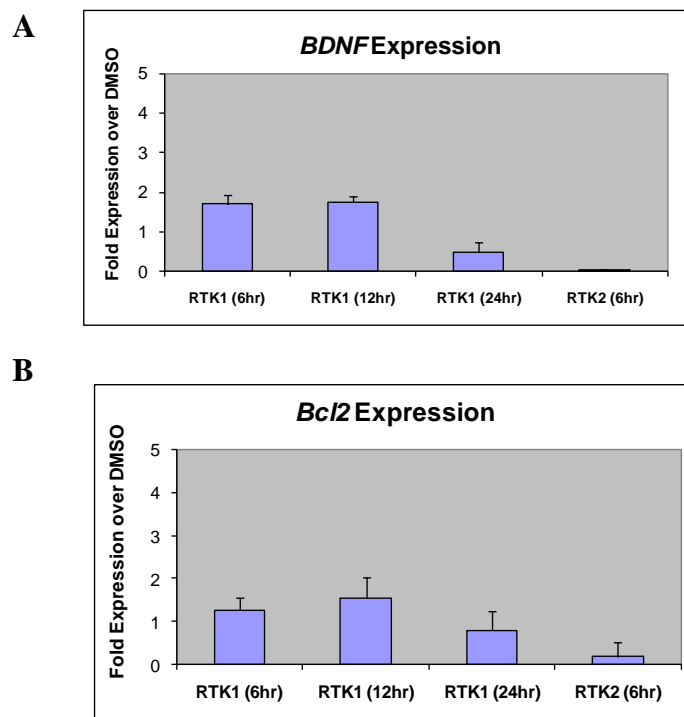 A
BDNF Expression
Fold Expression over DMSO
5
4
3
2
1
0
RTK1 (6hr) RTK1 (12hr) RTK1 (24hr) RTK2 (6hr)
B
Bcl2 Expression
Fold Expression over DMSO
5
4
3
2
1
0
RTK1 (6hr) RTK1 (12hr) RTK1 (24hr) RTK2 (6hr)